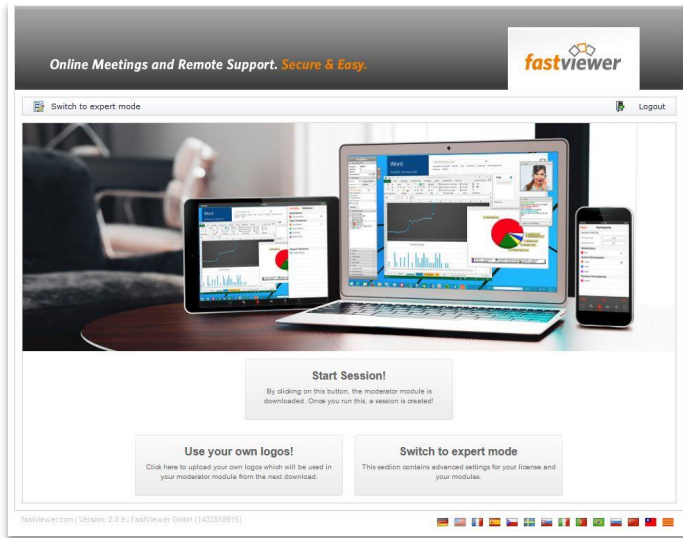 Online Meetings and Remote Support. Secure & Easy.
fastviewer
Switch to expert mode
Logout
Word
Start Session!
By clicking on this button, the moderator module is
downloaded. Once you run this, a session is created!
Use your own logos!
Click here to upload your own logos which will be used in
your moderator module from the next download.
Switch to expert mode
This section contains advanced settings for your license and
your modules.
fastviewer.com | Version: 2.0.9 | FastViewer GmbH (1422558915)